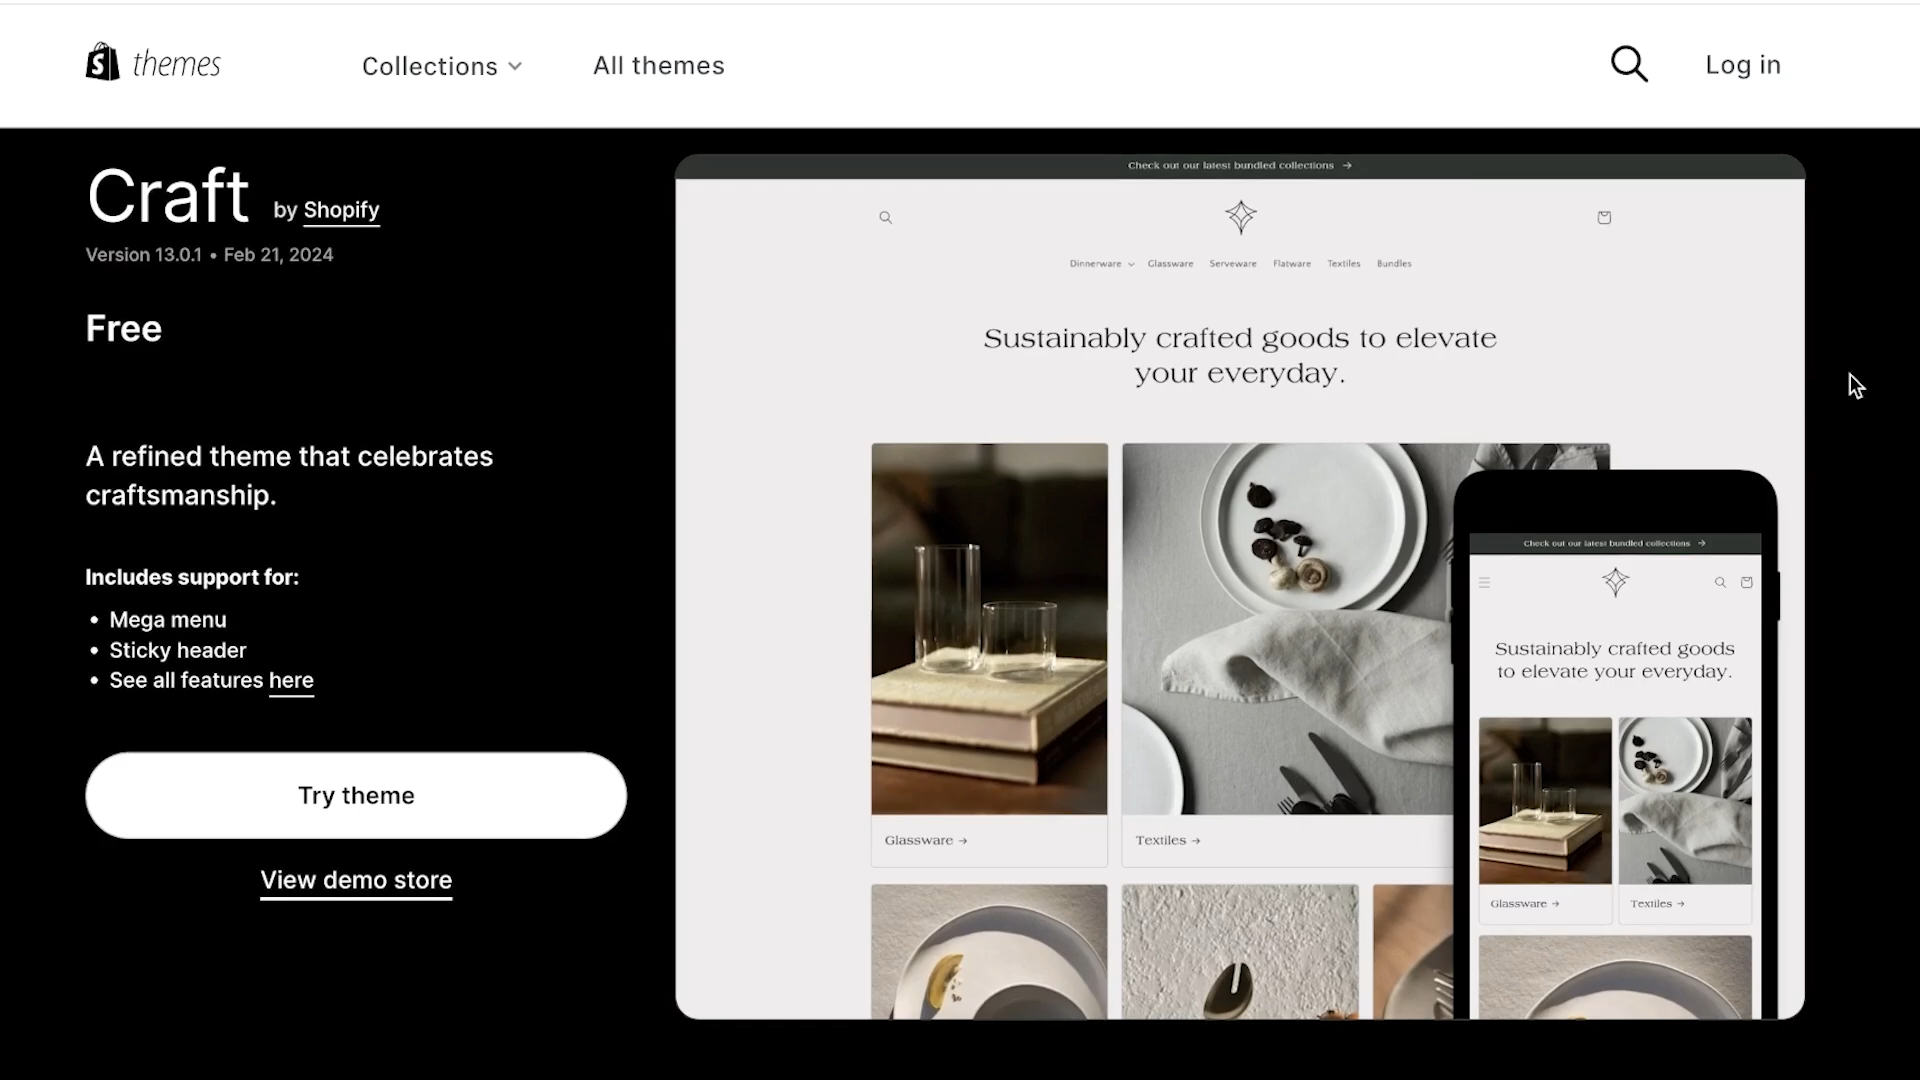 themes
Collections
All themes
Log in
Craft by Shopify
Version 13.0.1 • Feb 21, 2024
Free
A refined theme that celebrates
craftsmanship.
Includes support for:
• Mega menu
• Sticky header
• See all features here
Try theme
View demo store
Check out our latest bundled collections →
Dinnerware Glassware Serveware Flatware Textiles Bundles
Sustainably crafted goods to elevate
your everyday.
Glassware →
Textiles →
Check out our latest bundled collections →
Sustainably crafted goods
to elevate your everyday.
Glassware →
Textiles →